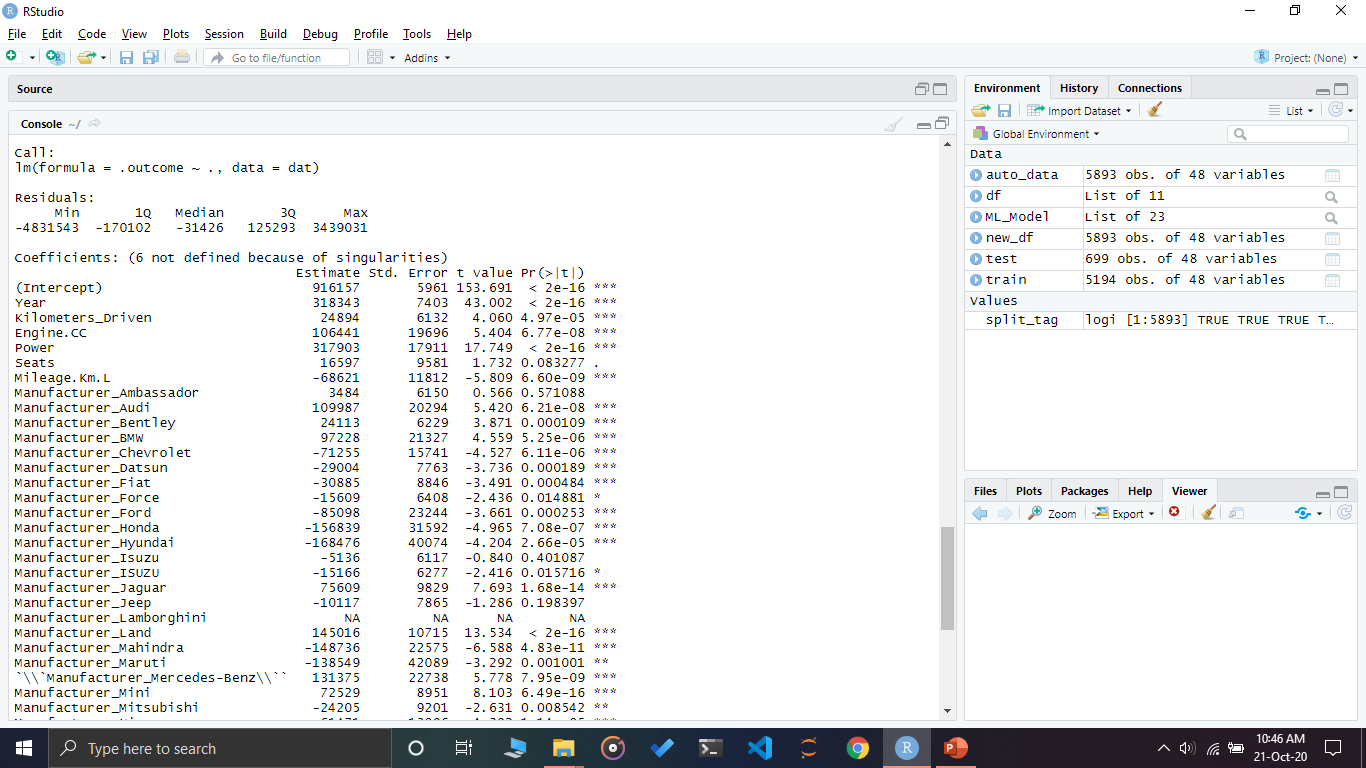 RStudio
File Edit Code View Plots Session Build Debug Profile Tools Help
Go to file/function Addins Project: (None)
Source
Console ~/
Call:
lm(formula = .outcome ~ ., data = dat)
Residuals:
Min 1Q Median 3Q Max
-4831543 -170102 -31426 125293 3439031
Coefficients: (6 not defined because of singularities)
Estimate Std. Error t value Pr(>|t|)
(Intercept) 916157 5961 153.691 < 2e-16 ***
Year 318343 7403 43.002 < 2e-16 ***
Kilometers_Driven 24894 6132 4.060 4.97e-05 ***
Engine.CC 106441 19696 5.404 6.77e-08 ***
Power 317903 17911 17.749 < 2e-16 ***
Seats 16597 9581 1.732 0.083277 .
Mileage.Km.L -68621 11812 -5.809 6.60e-09 ***
Manufacturer_Ambassador 3484 6150 0.566 0.571088
Manufacturer_Audi 109987 20294 5.420 6.21e-08 ***
Manufacturer_Bentley 24113 6229 3.871 0.000109 ***
Manufacturer_BMW 97228 21327 4.559 5.25e-06 ***
Manufacturer_Chevrolet -71255 15741 -4.527 6.11e-06 ***
Manufacturer_Datsun -29004 7763 -3.736 0.000189 ***
Manufacturer_Fiat -30885 8846 -3.491 0.000484 ***
Manufacturer_Force -15609 6408 -2.436 0.014881 *
Manufacturer_Ford -85098 23244 -3.661 0.000253 ***
Manufacturer_Honda -156839 31592 -4.965 7.08e-07 ***
Manufacturer_Hyundai -168476 40074 -4.204 2.66e-05 ***
Manufacturer_Isuzu -5136 6117 -0.840 0.401087
Manufacturer_ISUZU -15166 6277 -2.416 0.015716 *
Manufacturer_Jaguar 75609 9829 7.693 1.68e-14 ***
Manufacturer_Jeep -10117 7865 -1.286 0.198397
Manufacturer_Lamborghini NA NA NA NA
Manufacturer_Land 145016 10715 13.534 < 2e-16 ***
Manufacturer_Mahindra -148736 22575 -6.588 4.83e-11 ***
Manufacturer_Maruti -138549 42089 -3.292 0.001001 **
`\\`Manufacturer_Mercedes-Benz\\`` 131375 22738 5.778 7.95e-09 ***
Manufacturer_Mini 72529 8951 8.103 6.49e-16 ***
Manufacturer_Mitsubishi -24205 9201 -2.631 0.008542 **
Environment History Connections
Import Dataset List
Global Environment
Data
auto_data 5893 obs. of 48 variables
df List of 11
ML_Model List of 23
new_df 5893 obs. of 48 variables
test 699 obs. of 48 variables
train 5194 obs. of 48 variables
Values
split_tag logi [1:5893] TRUE TRUE TRUE T…
Files Plots Packages Help Viewer
Zoom Export
Type here to search
10:46 AM
21-Oct-20